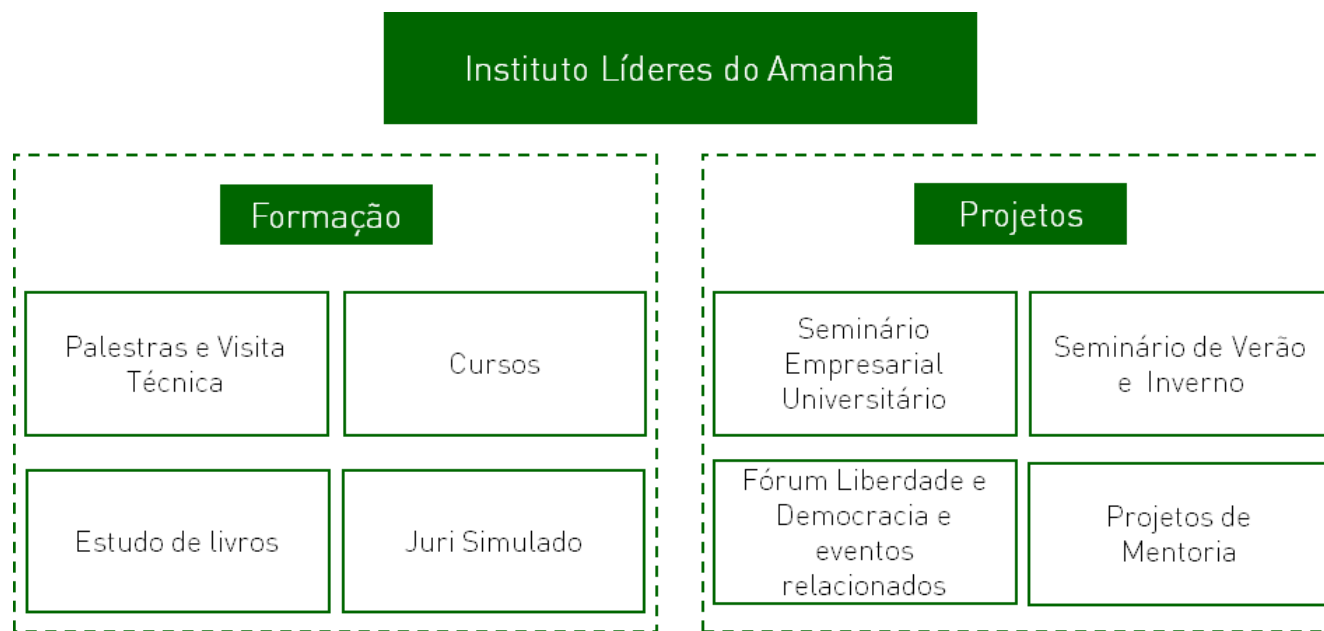 Instituto Líderes do Amanhã
Formação
Palestras e Visita
Técnica
Cursos
Estudo de livros
Juri Simulado
Projetos
Seminário
Empresarial
Universitário
Seminário de Verão
e Inverno
Fórum Liberdade e
Democracia e
eventos
relacionados
Projetos de
Mentoria